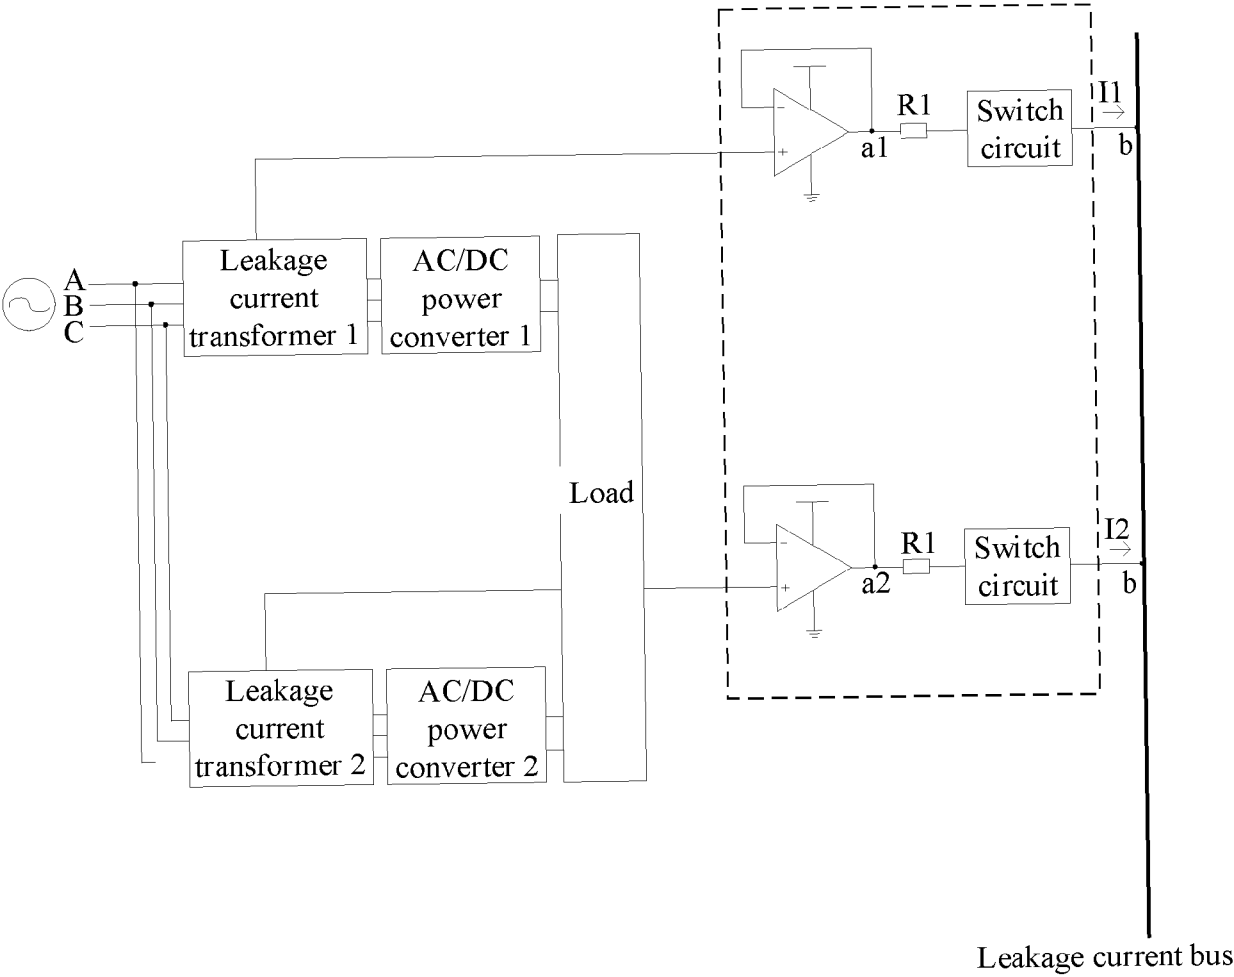 I1
R1
Switch
circuit
−
+
a1
b
Leakage
current
transformer 1
AC/DC
power
converter 1
A
B
C
Load
I2
R1
Switch
circuit
−
+
a2
b
Leakage
current
transformer 2
AC/DC
power
converter 2
Leakage current bus